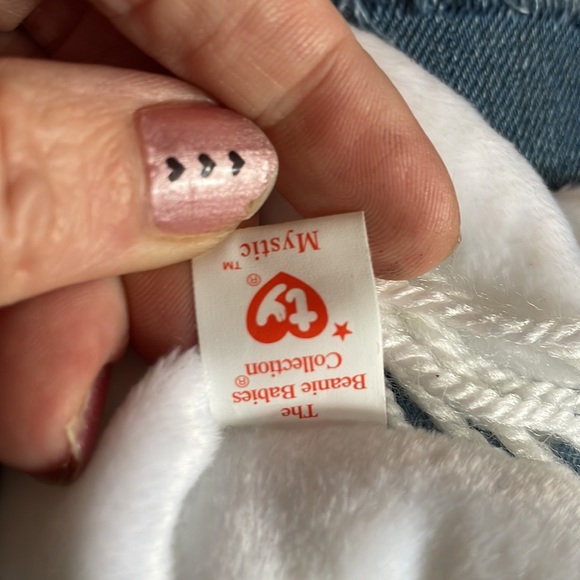 The
Beanie Babies®
Collection
ty®
Mystic™